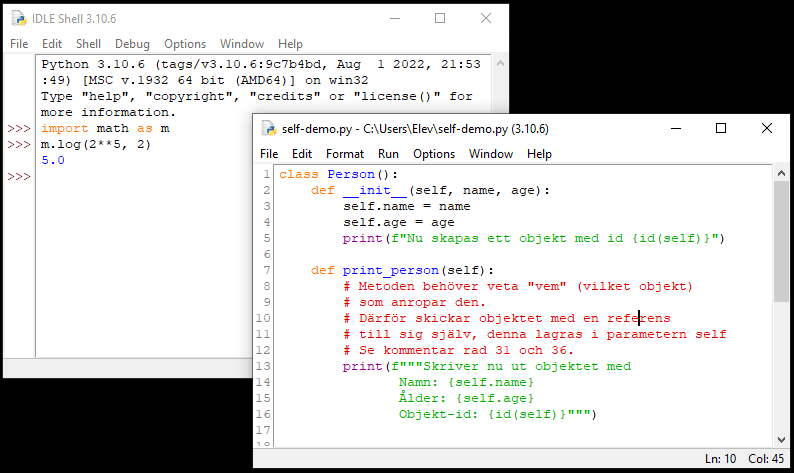 IDLE Shell 3.10.6
File Edit Shell Debug Options Window Help
Python 3.10.6 (tags/v3.10.6:9c7b4bd, Aug  1 2022, 21:53
:49) [MSC v.1932 64 bit (AMD64)] on win32
Type "help", "copyright", "credits" or "license()" for
more information.
>>> import math as m
>>> m.log(2**5, 2)
5.0
>>>
self-demo.py - C:\Users\Elev\self-demo.py (3.10.6)
File Edit Format Run Options Window Help
1 class Person():
2     def __init__(self, name, age):
3         self.name = name
4         self.age = age
5         print(f"Nu skapas ett objekt med id {id(self)}")
6
7     def print_person(self):
8         # Metoden behöver veta "vem" (vilket objekt)
9         # som anropar den.
10         # Därför skickar objektet med en referens
11         # till sig själv, denna lagras i parametern self
12         # Se kommentar rad 31 och 36.
13         print(f"""Skriver nu ut objektet med
14                Namn: {self.name}
15                Ålder: {self.age}
16                Objekt-id: {id(self)}""")
17
18
Ln: 10 Col: 45